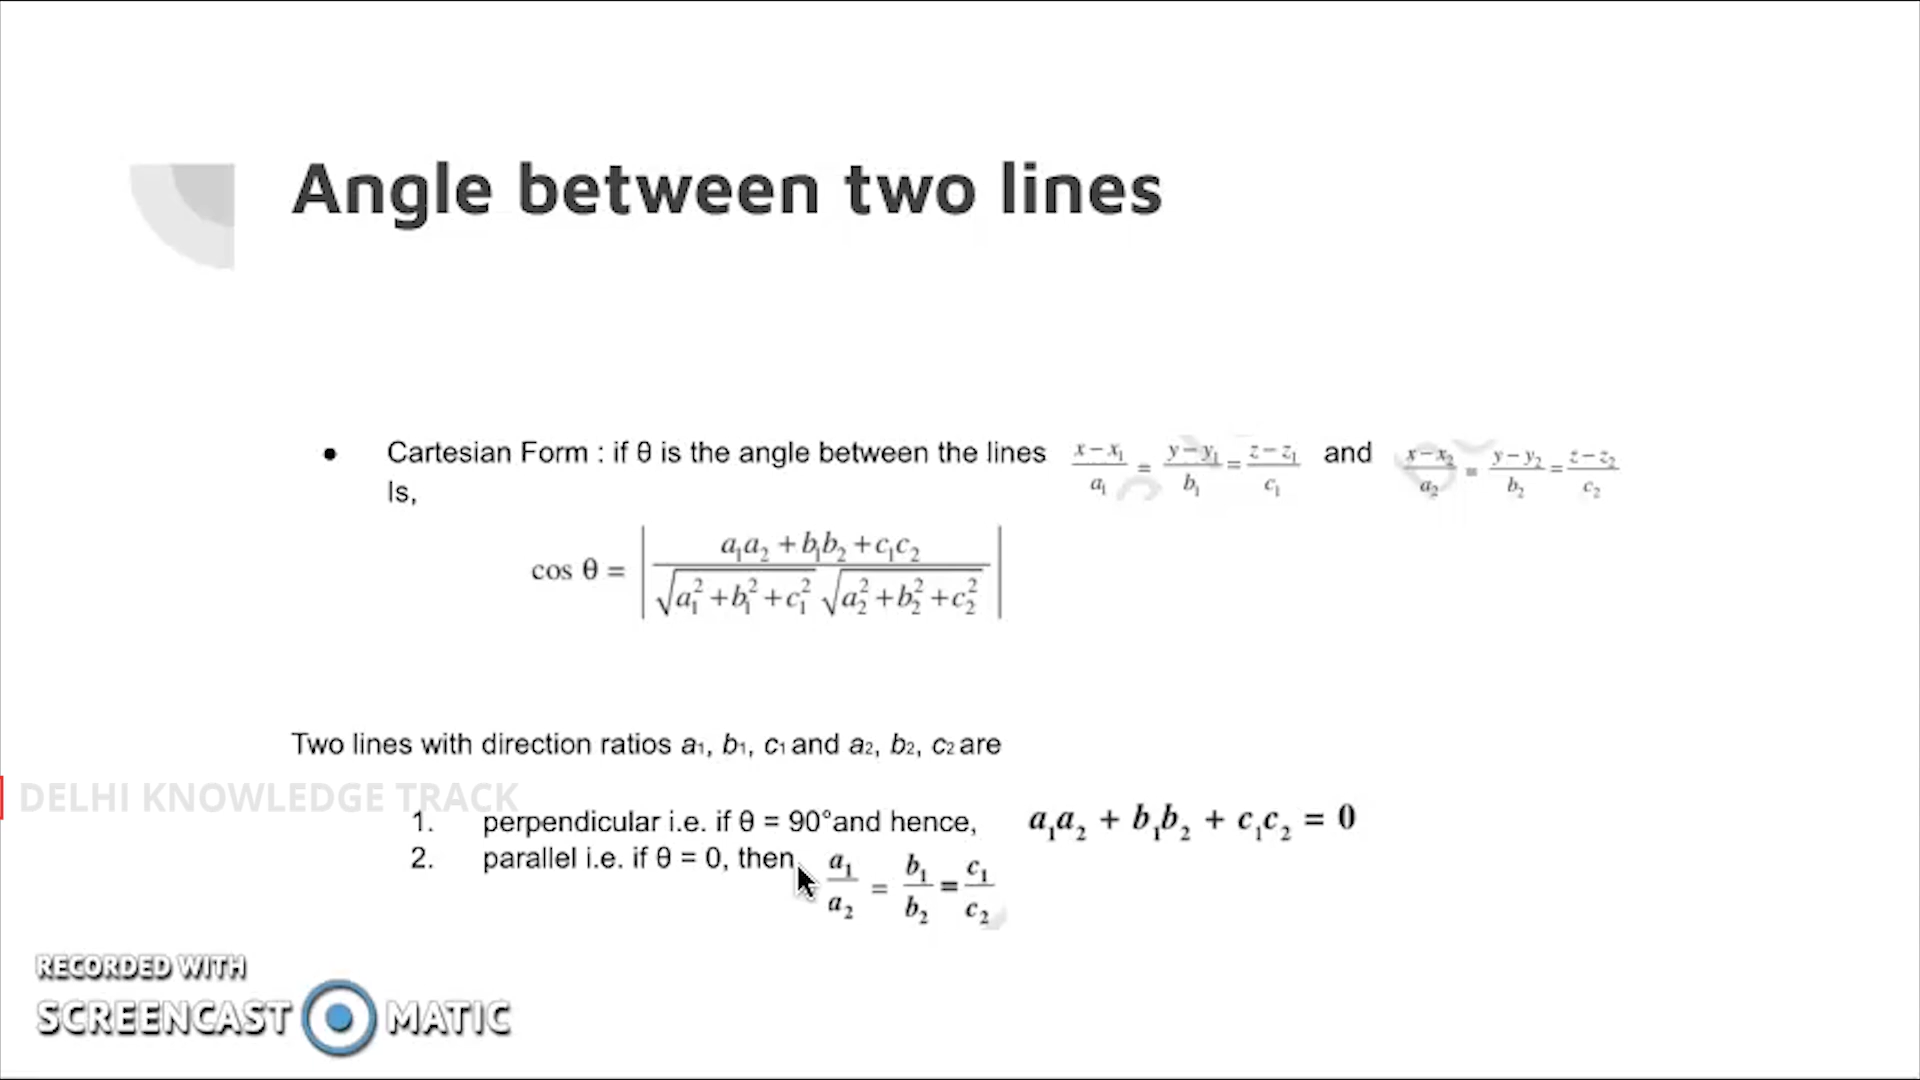 Angle between two lines
● Cartesian Form : if θ is the angle between the lines (x−x₁)/a₁ = (y−y₁)/b₁ = (z−z₁)/c₁ and (x−x₂)/a₂ = (y−y₂)/b₂ = (z−z₂)/c₂
Is,
cos θ = | (a₁a₂ + b₁b₂ + c₁c₂) / (√(a₁² + b₁² + c₁²) √(a₂² + b₂² + c₂²)) |
Two lines with direction ratios a₁, b₁, c₁ and a₂, b₂, c₂ are
DELHI KNOWLEDGE TRACK
1. perpendicular i.e. if θ = 90°and hence, a₁a₂ + b₁b₂ + c₁c₂ = 0
2. parallel i.e. if θ = 0, then a₁/a₂ = b₁/b₂ = c₁/c₂
RECORDED WITH
SCREENCAST MATIC